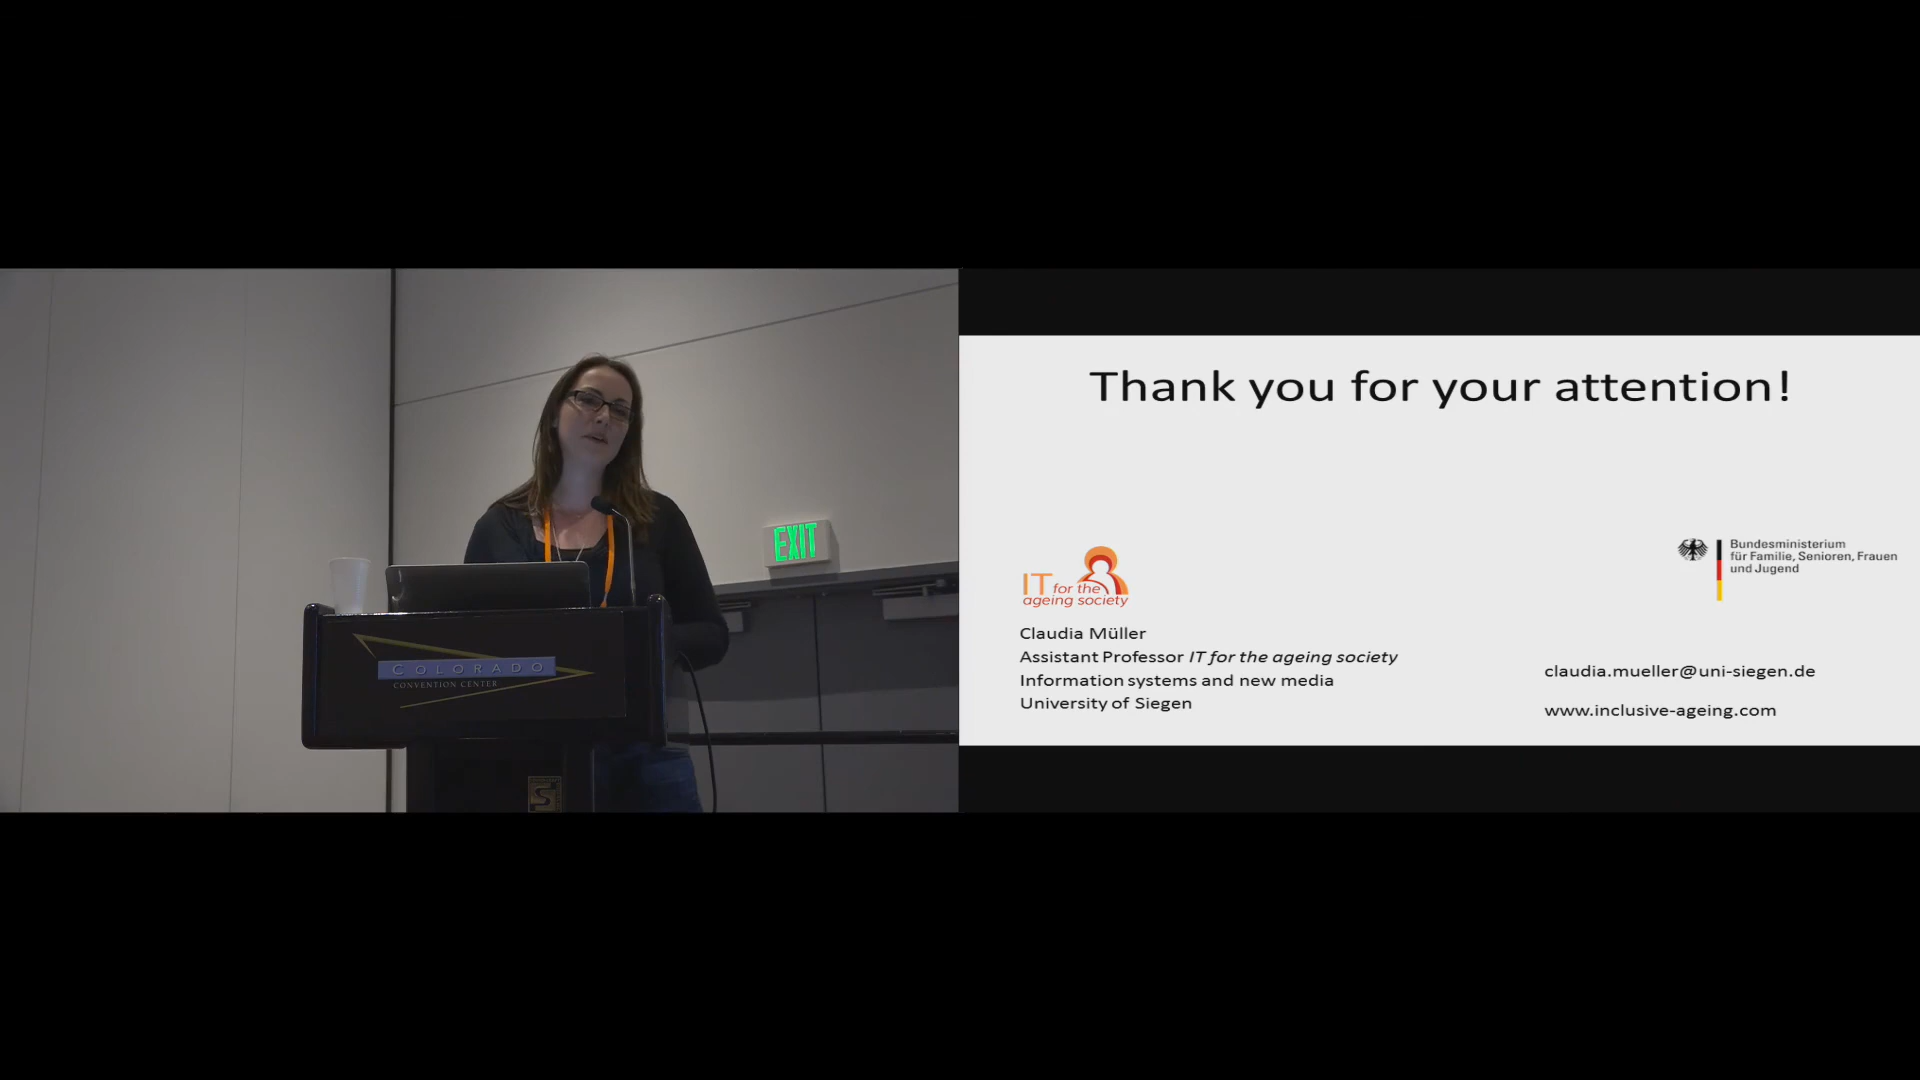 EXIT
COLORADO
CONVENTION CENTER
Thank you for your attention!
IT for the
ageing society
Bundesministerium
für Familie, Senioren, Frauen
und Jugend
Claudia Müller
Assistant Professor IT for the ageing society
Information systems and new media
University of Siegen
claudia.mueller@uni-siegen.de
www.inclusive-ageing.com